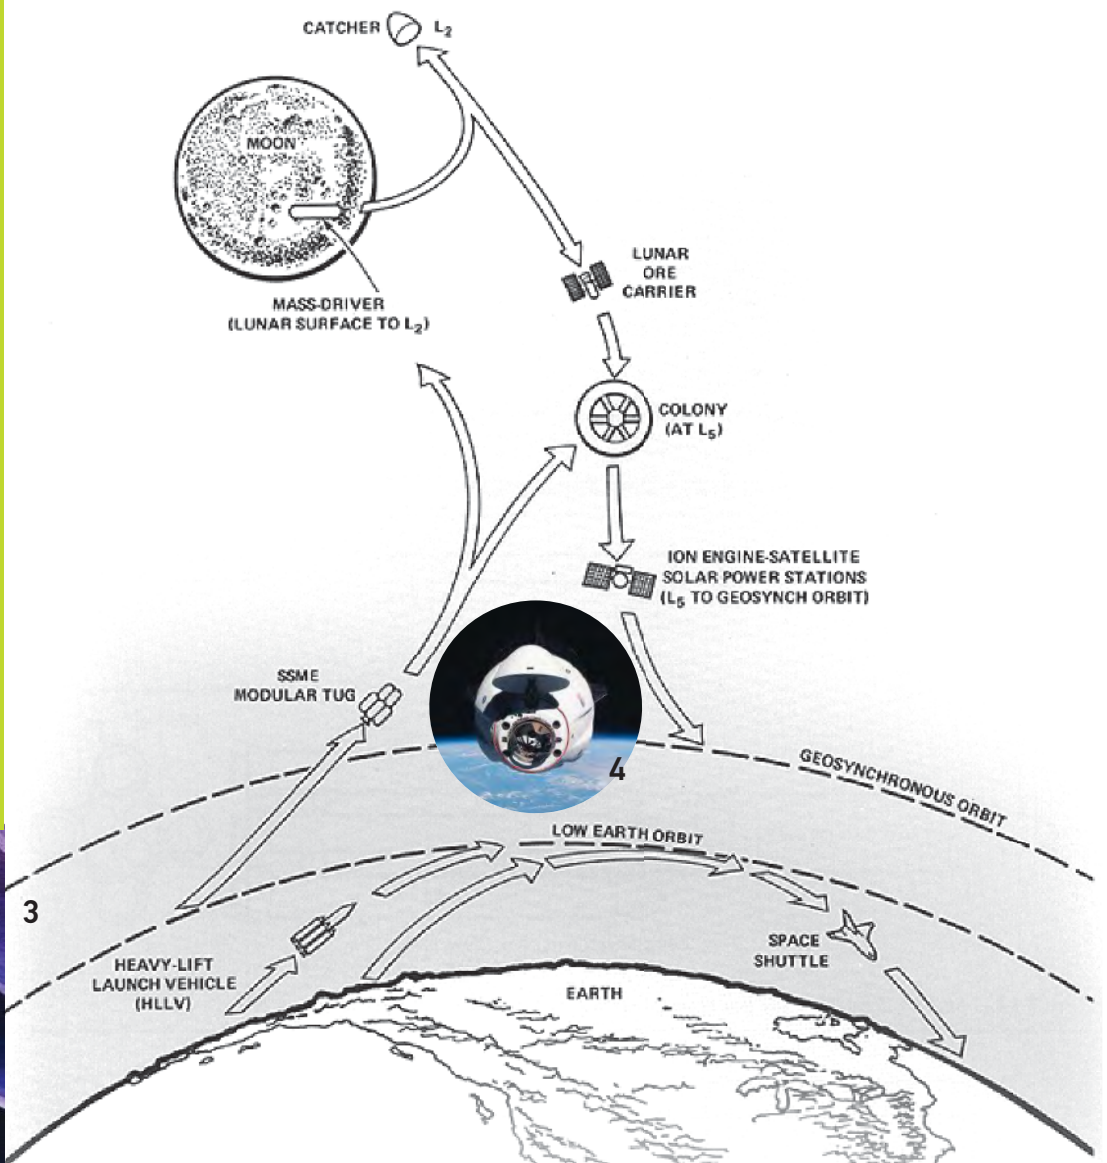 CATCHER
L2
MOON
LUNAR
ORE
CARRIER
MASS-DRIVER
(LUNAR SURFACE TO L2)
COLONY
(AT L5)
ION ENGINE-SATELLITE
SOLAR POWER STATIONS
(L5 TO GEOSYNCH ORBIT)
SSME
MODULAR TUG
4
GEOSYNCHRONOUS ORBIT
LOW EARTH ORBIT
3
SPACE
SHUTTLE
HEAVY-LIFT
LAUNCH VEHICLE
(HLLV)
EARTH